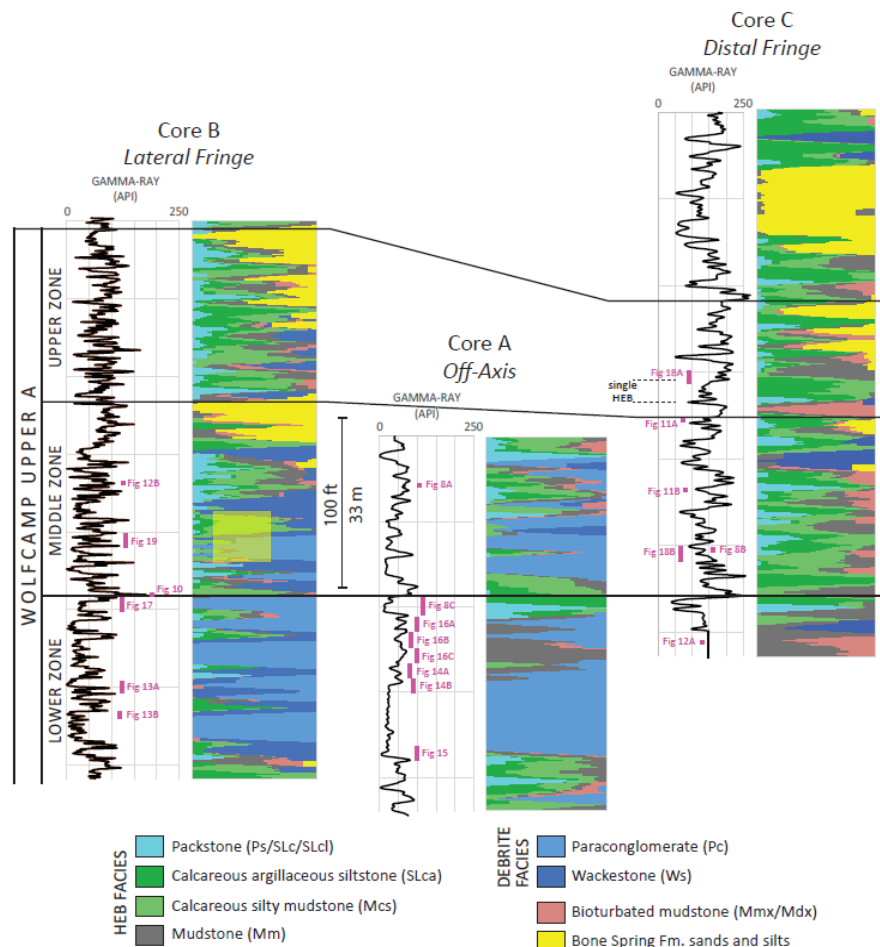 Core C
Distal Fringe
GAMMA-RAY
(API)
0 250
Core B
Lateral Fringe
GAMMA-RAY
(API)
0 250
WOLFCAMP UPPER A
UPPER ZONE
MIDDLE ZONE
LOWER ZONE
Core A
Off-Axis
GAMMA-RAY
(API)
0 250
100 ft
33 m
single
HEB
Fig 18A
Fig 11A
Fig 11B
Fig 18B
Fig 8B
Fig 12A
Fig 12B
Fig 19
Fig 10
Fig 17
Fig 13A
Fig 13B
Fig 8A
Fig 8C
Fig 16A
Fig 16B
Fig 16C
Fig 14A
Fig 14B
Fig 15
HEB FACIES
Packstone (Ps/SLc/SLcl)
Calcareous argillaceous siltstone (SLca)
Calcareous silty mudstone (Mcs)
Mudstone (Mm)
DEBRITE
FACIES
Paraconglomerate (Pc)
Wackestone (Ws)
Bioturbated mudstone (Mmx/Mdx)
Bone Spring Fm. sands and silts